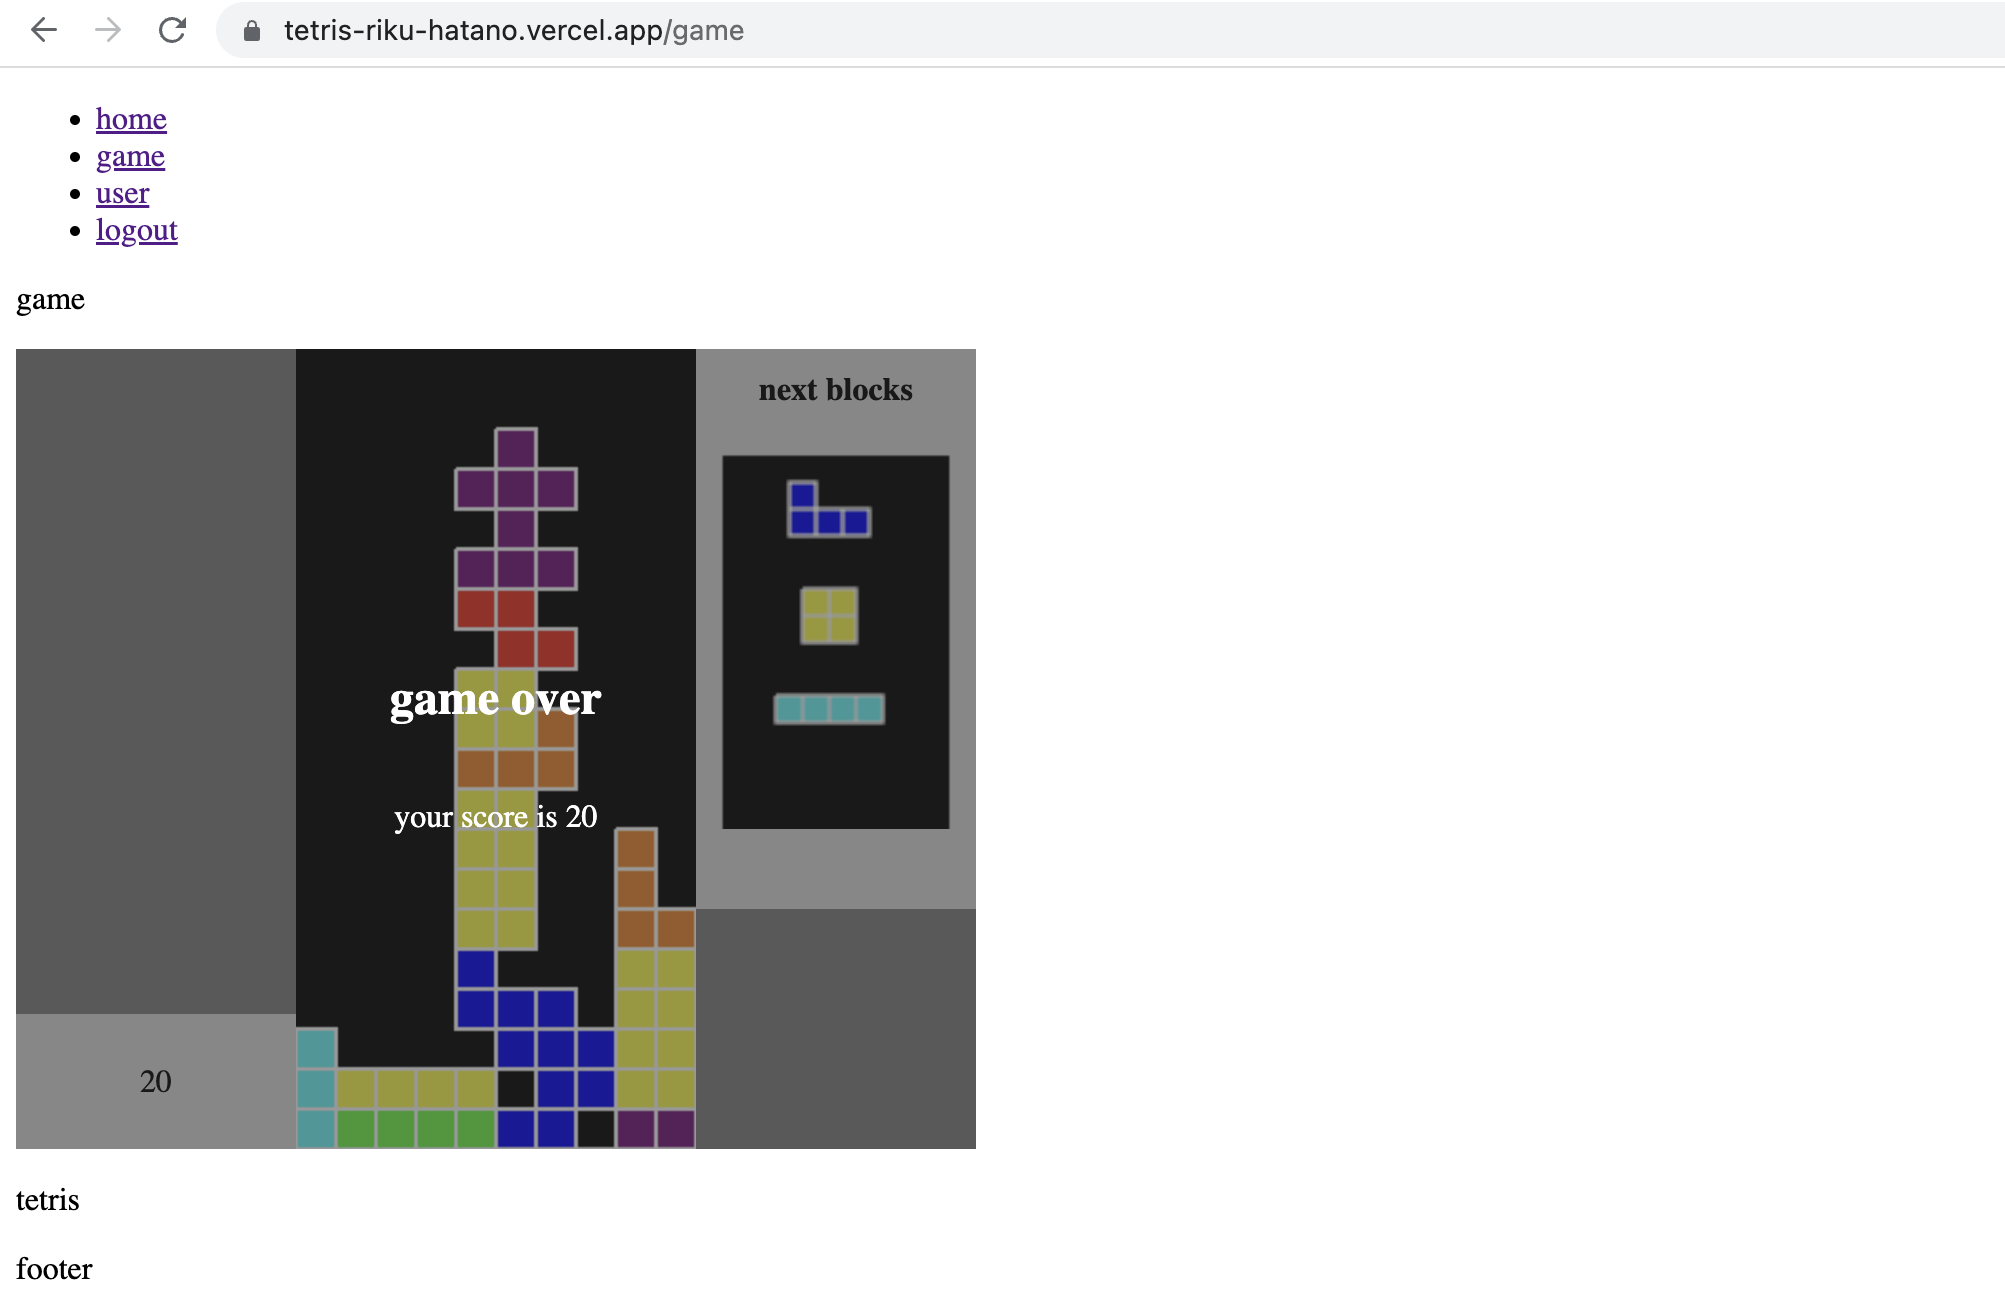 tetris-riku-hatano.vercel.app/game
home
game
user
logout
game
next blocks
game over
your score is 20
20
tetris
footer